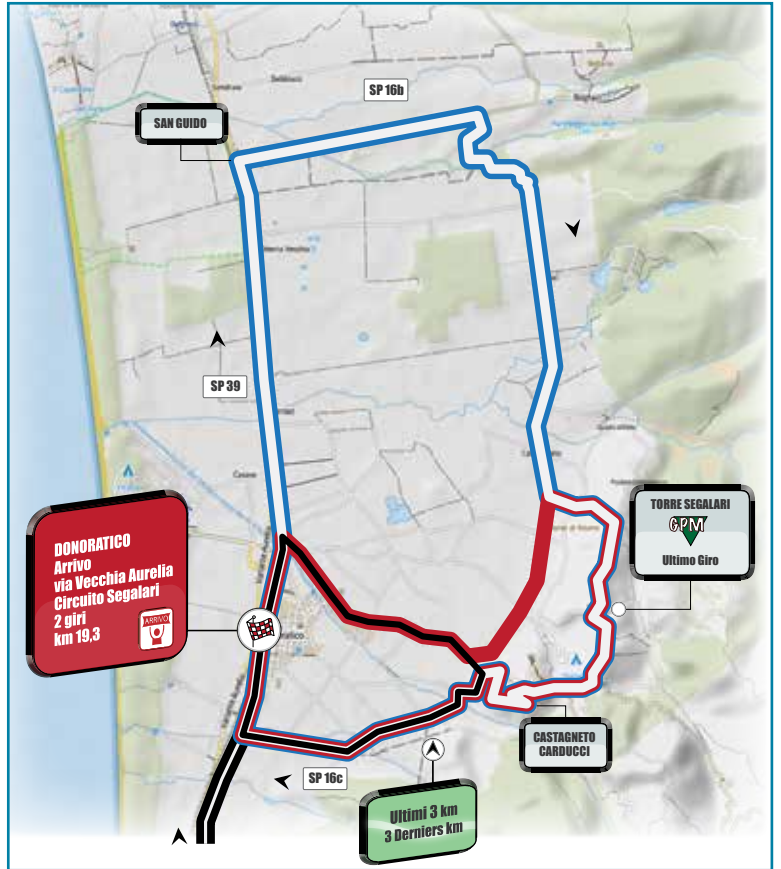 SP 16b
SAN GUIDO
SP 39
TORRE SEGALARI
GPM
Ultimo Giro
DONORATICO
Arrivo
via Vecchia Aurelia
Circuito Segalari
2 giri
km 19,3
ARRIVO
CASTAGNETO
CARDUCCI
SP 16c
Ultimi 3 km
3 Derniers km